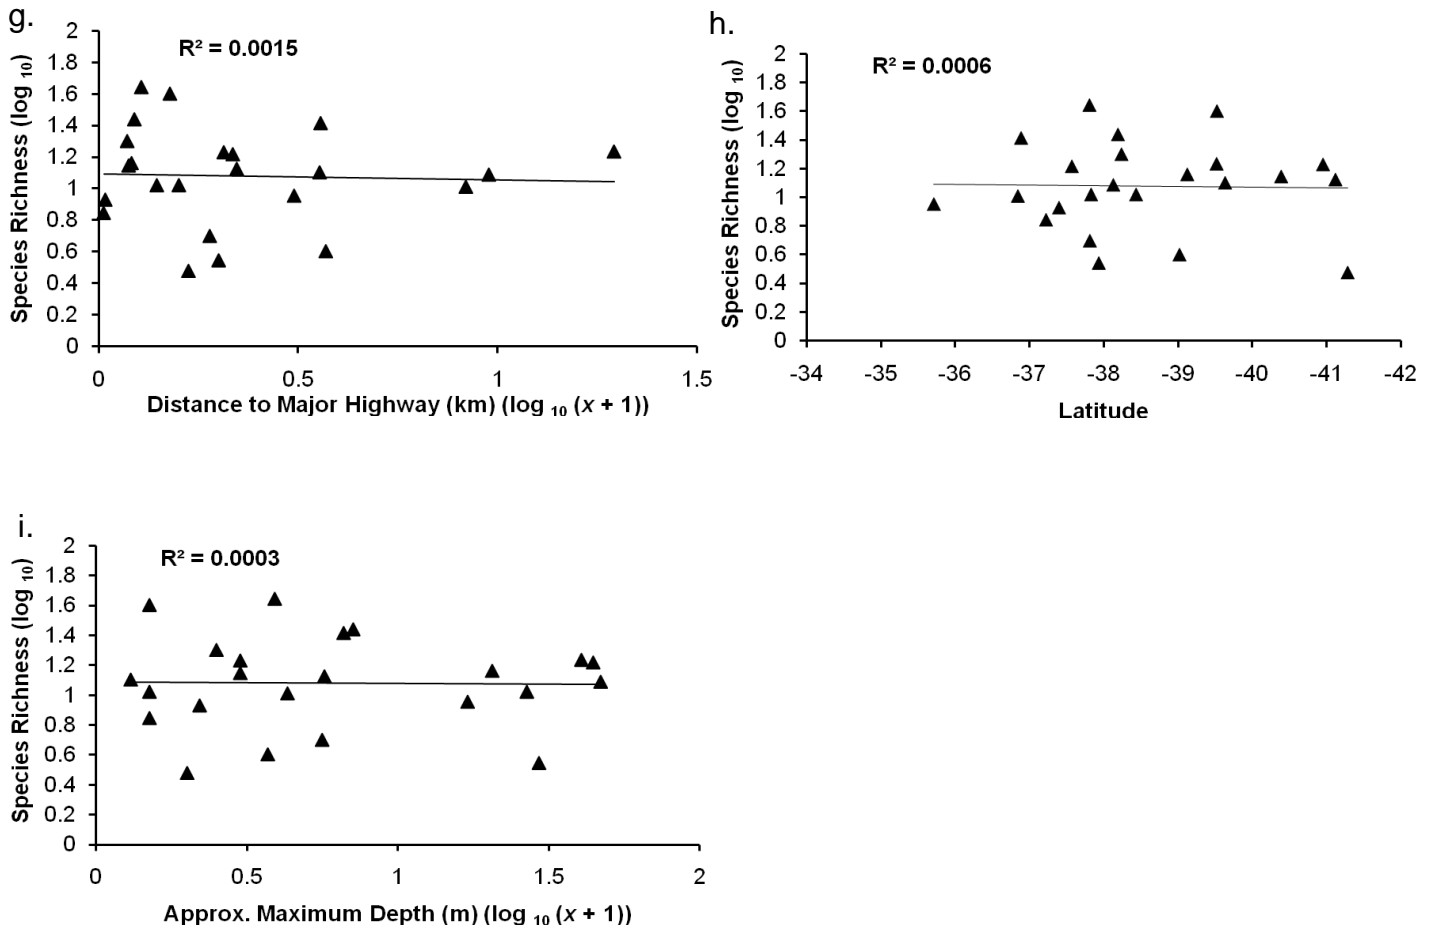 g.
R² = 0.0015
Species Richness (log 10)
2
1.8
1.6
1.4
1.2
1
0.8
0.6
0.4
0.2
0
0 0.5 1 1.5
Distance to Major Highway (km) (log 10 (x + 1))
h.
R² = 0.0006
Species Richness (log 10)
2
1.8
1.6
1.4
1.2
1
0.8
0.6
0.4
0.2
0
-34 -35 -36 -37 -38 -39 -40 -41 -42
Latitude
i.
R² = 0.0003
Species Richness (log 10)
2
1.8
1.6
1.4
1.2
1
0.8
0.6
0.4
0.2
0
0 0.5 1 1.5 2
Approx. Maximum Depth (m) (log 10 (x + 1))